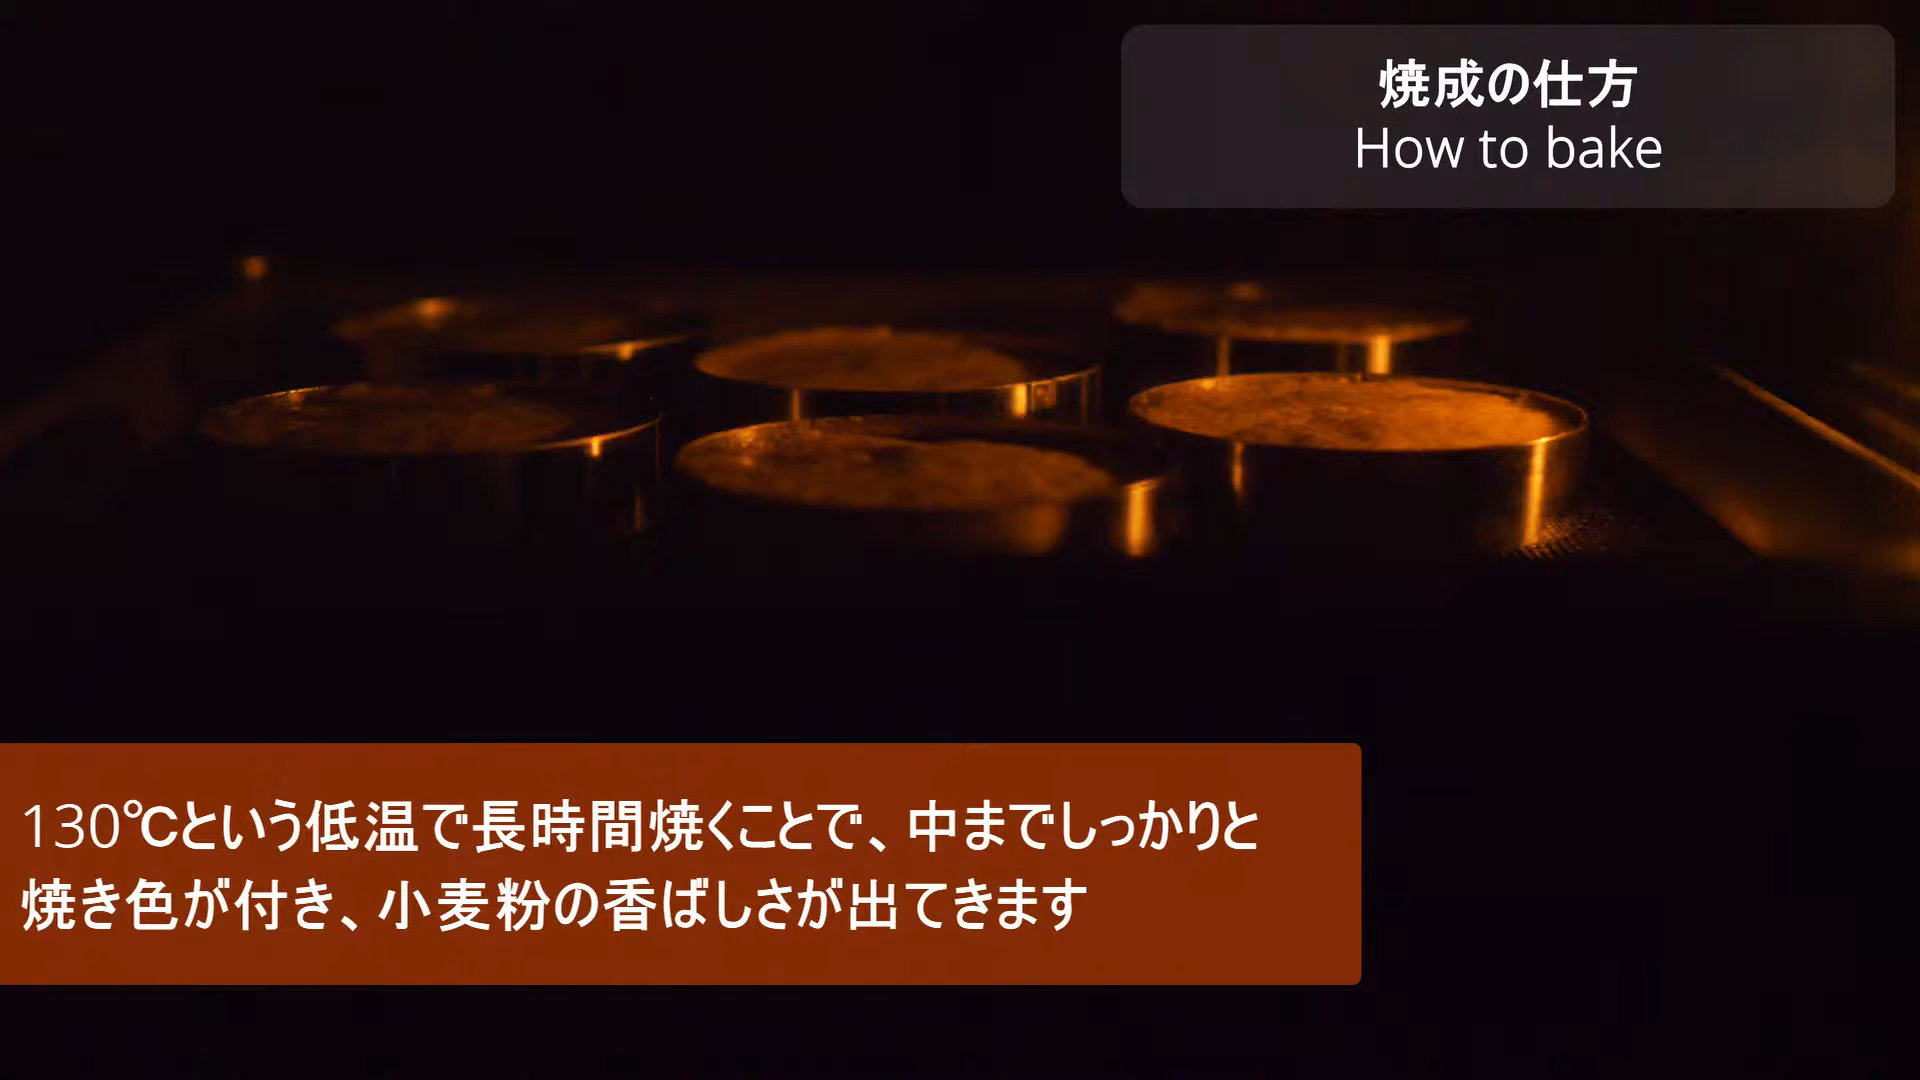 焼成の仕方
How to bake
130℃という低温で長時間焼くことで、中までしっかりと
焼き色が付き、小麦粉の香ばしさが出てきます